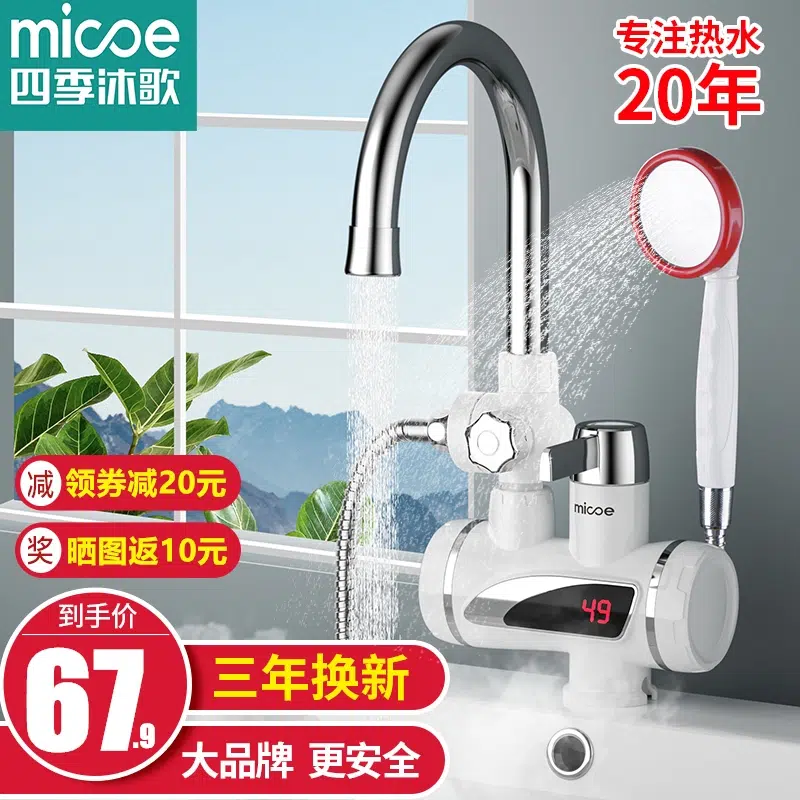 micoe
四季沐歌
专注热水
20年
减 领券减20元
奖 晒图返10元
micoe
49
到手价
67.9
三年换新
大品牌 更安全